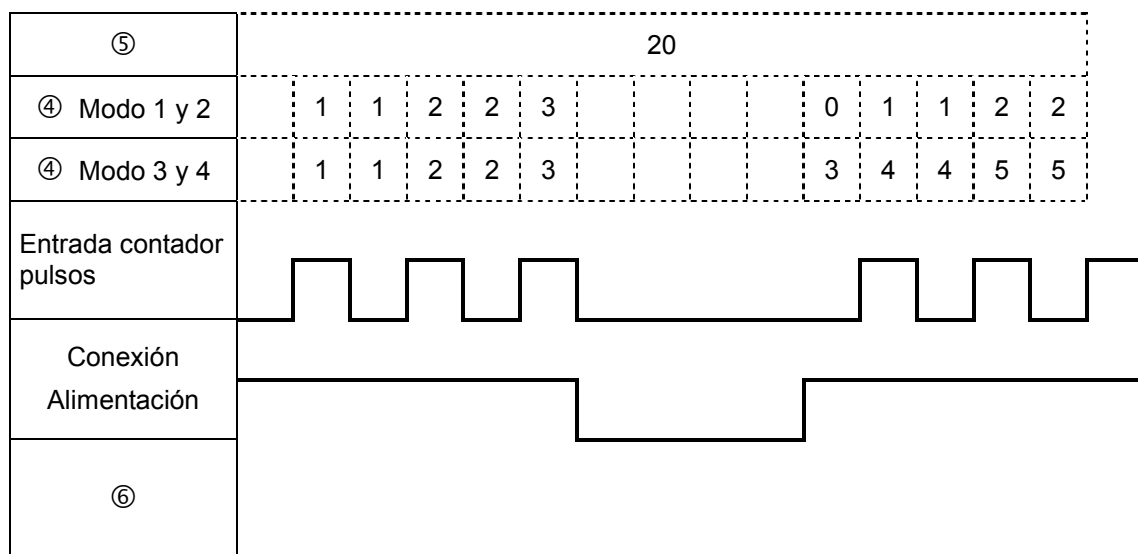 ⑤ 20
④ Modo 1 y 2 1 1 2 2 3 0 1 1 2 2
④ Modo 3 y 4 1 1 2 2 3 3 4 4 5 5
Entrada contador
pulsos
Conexión
Alimentación
⑥